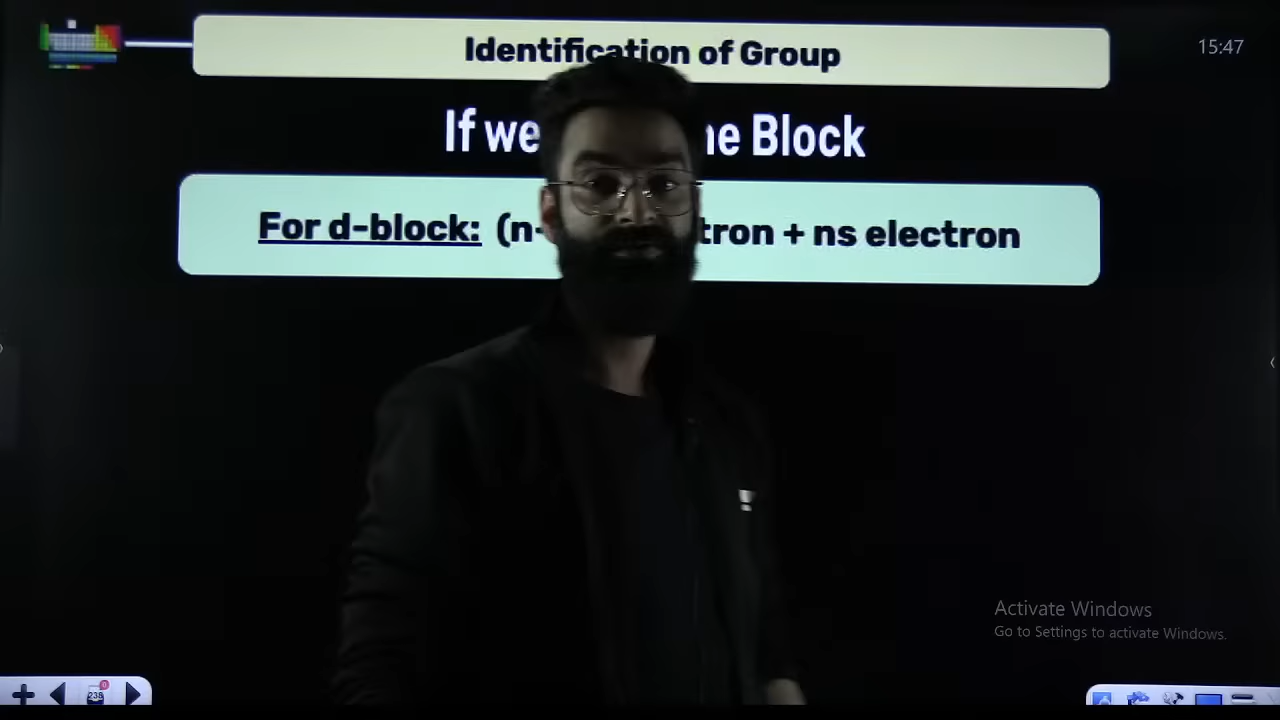 Identification of Group
15:47
If we
ne Block
For d-block: (n- tron + ns electron
Activate Windows
Go to Settings to activate Windows.
238